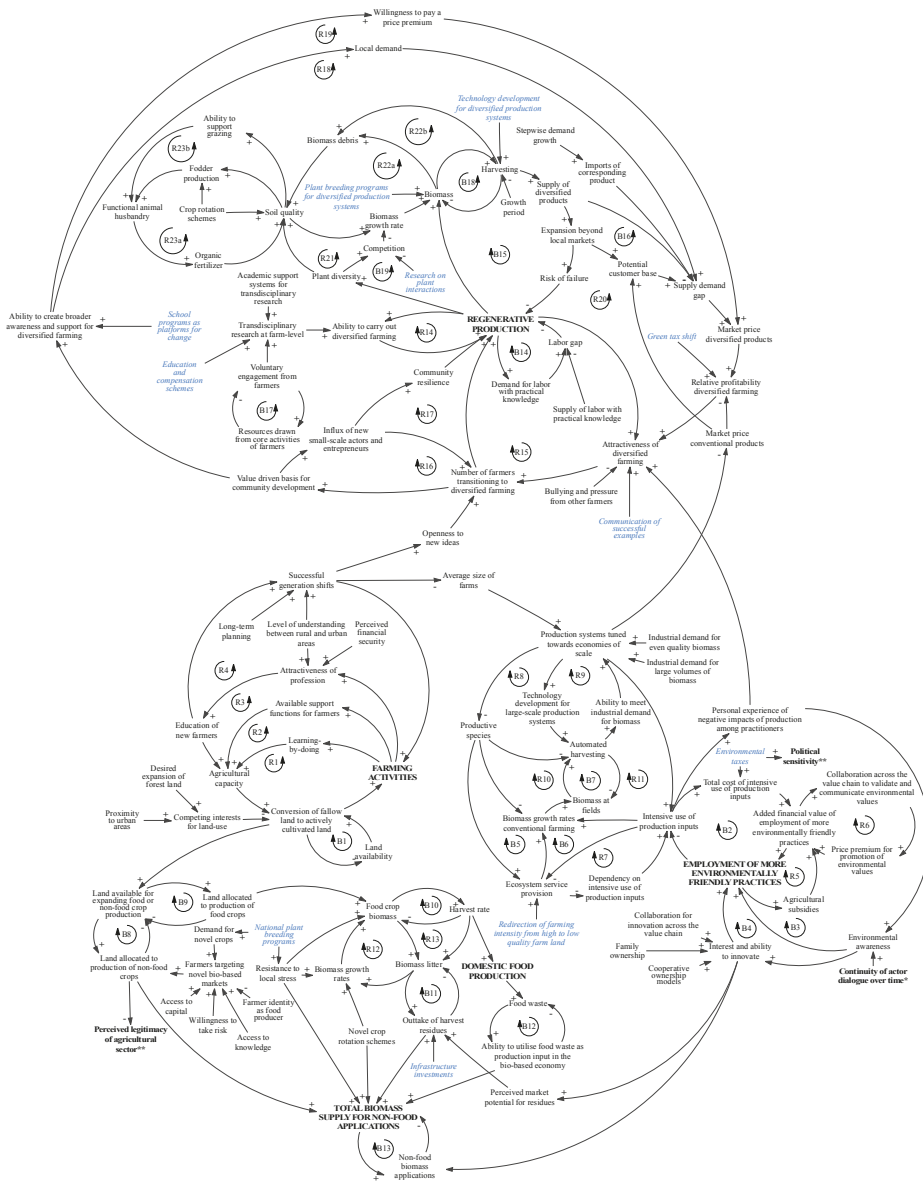 Willingness to pay a
price premium
R19
Local demand
R18
Technology development
for diversified production
systems
Ability to
support
grazing
R23b
Biomass debris
R22b
Stepwise demand
growth
Fodder
production
R22a
Harvesting
Imports of
corresponding
product
Functional animal
husbandry
Crop rotation
schemes
Soil quality
Plant breeding programs
for diversified production
systems
Biomass
B18
Growth
period
Supply of
diversified
products
Biomass
growth rate
R23a
Organic
fertilizer
R21
Competition
B19
Plant diversity
Research on
plant
interactions
B15
Expansion beyond
local markets
B16
Potential
customer base
Risk of failure
R20
Supply demand
gap
Academic support
systems for
transdisciplinary
research
Ability to create broader
awareness and support for
diversified farming
School
programs as
platforms for
change
Transdisciplinary
research at farm-level
Ability to carry out
diversified farming
R14
REGENERATIVE
PRODUCTION
B14
Labor gap
Green tax shift
Market price
diversified products
Education
and
compensation
schemes
Voluntary
engagement from
farmers
Community
resilience
Demand for labor
with practical
knowledge
Relative profitability
diversified farming
B17
Resources drawn
from core activities
of farmers
Influx of new
small-scale actors and
entrepreneurs
R17
Supply of labor with
practical knowledge
Market price
conventional products
R16
R15
Attractiveness of
diversified
farming
Value driven basis for
community development
Number of farmers
transitioning to
diversified farming
Bullying and pressure
from other farmers
Communication of
successful
examples
Openness to
new ideas
Successful
generation shifts
Average size of
farms
Long-term
planning
Level of understanding
between rural and urban
areas
Perceived
financial
security
Production systems tuned
towards economies of
scale
Industrial demand for
even quality biomass
Industrial demand for
large volumes of
biomass
R4
Attractiveness of
profession
R8
R9
R3
Available support
functions for farmers
Technology
development for
large-scale production
systems
Ability to meet
industrial demand
for biomass
Personal experience of
negative impacts of production
among practitioners
Education of
new farmers
R2
Learning-
by-doing
Productive
species
R1
Agricultural
capacity
FARMING
ACTIVITIES
Automated
harvesting
Environmental
taxes
Political
sensitivity**
Desired
expansion of
forest land
R10
B7
R11
Total cost of intensive
use of production
inputs
Collaboration across the
value chain to validate and
communicate environmental
values
Proximity
to urban
areas
Competing interests
for land-use
Conversion of fallow
land to actively
cultivated land
Biomass at
fields
Biomass growth rates
conventional farming
Intensive use of
production inputs
B2
Added financial value of
employment of more
environmentally friendly
practices
R6
B1
Land
availability
B5
B6
R7
Price premium for
promotion of
environmental values
EMPLOYMENT OF MORE
ENVIRONMENTALLY
FRIENDLY PRACTICES
R5
Ecosystem service
provision
Dependency on
intensive use of
production inputs
Agricultural
subsidies
Land available for
expanding food or
non-food crop
production
B9
Land allocated
to production of
food crops
Food crop
biomass
B10
Harvest rate
Redirection of farming
intensity from high to low
quality farm land
Collaboration for
innovation across the
value chain
B4
B3
B8
Demand for
novel crops
National plant
breeding
programs
R12
R13
Family
ownership
Interest and ability
to innovate
Environmental
awareness
Land allocated to
production of non-food
crops
Farmers targeting
novel bio-based
markets
Resistance to
local stress
Biomass growth
rates
Biomass litter
DOMESTIC FOOD
PRODUCTION
Cooperative
ownership
models
Continuity of actor
dialogue over time*
Access to
capital
Farmer identity
as food
producer
B11
Willingness to
take risk
Access to
knowledge
Perceived legitimacy
of agricultural
sector**
Novel crop
rotation schemes
Outtake of harvest
residues
Food waste
B12
Ability to utilise food waste as
production input in the
bio-based economy
Infrastructure
investments
Perceived market
potential for residues
TOTAL BIOMASS
SUPPLY FOR NON-FOOD
APPLICATIONS
B13
Non-food
biomass
applications